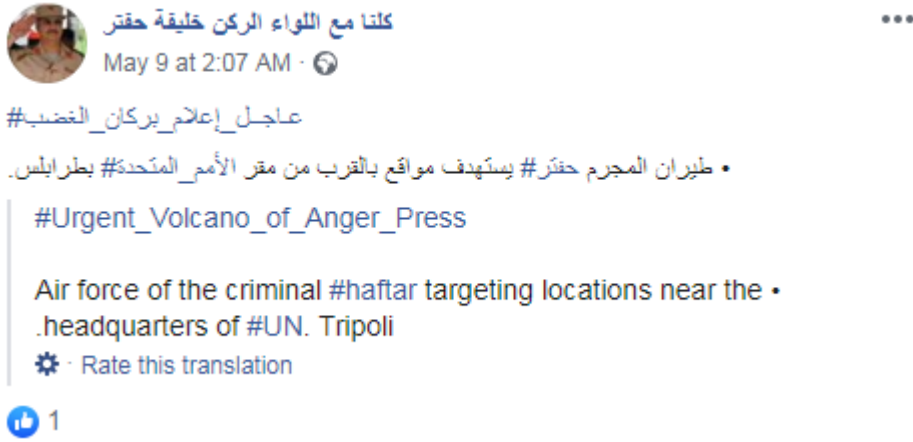 كلنا مع اللواء الركن خليفة حفتر
May 9 at 2:07 AM ·
#عـاجـل_إعلام_بركان_الغضب
• طيران المجرم حفتر# يستهدف مواقع بالقرب من مقر الأمم_المتحدة# بطرابلس.
#Urgent_Volcano_of_Anger_Press
Air force of the criminal #haftar targeting locations near the •
.headquarters of #UN. Tripoli
· Rate this translation
1